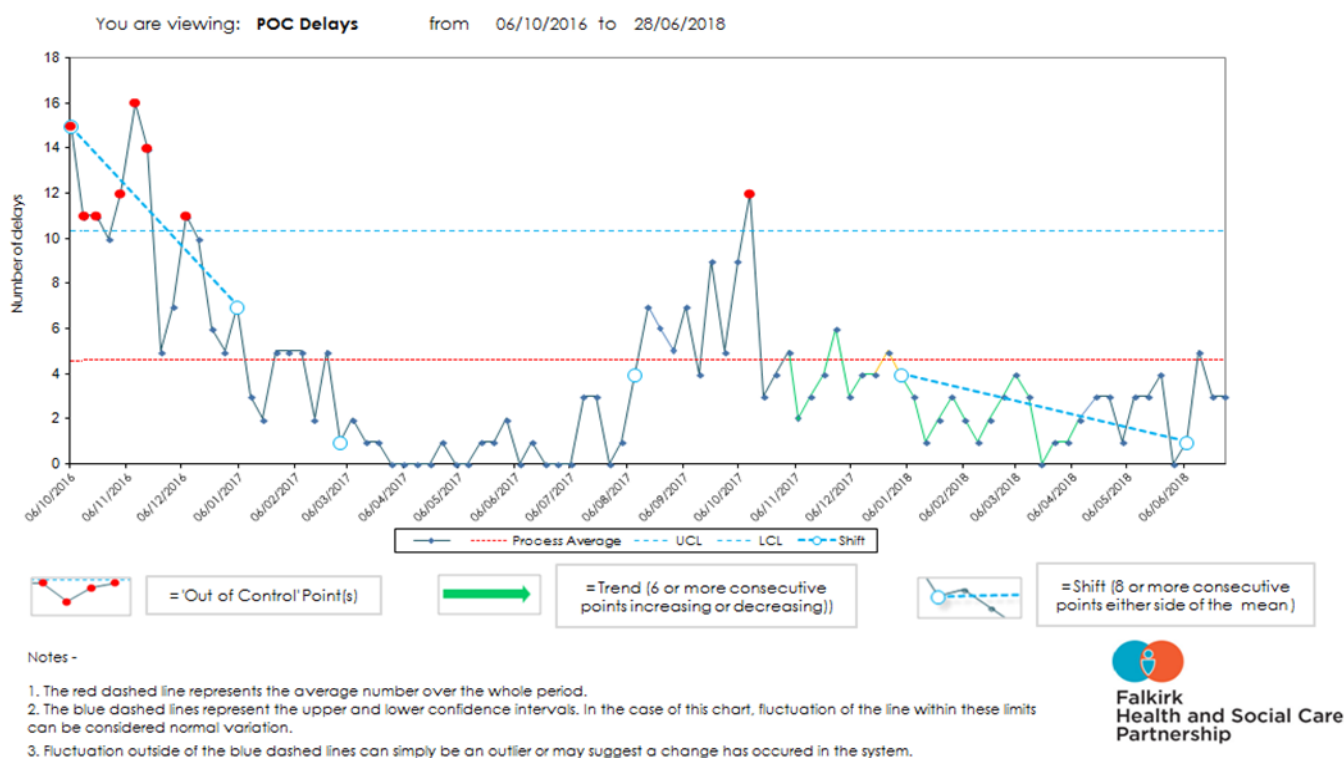 You are viewing: POC Delays from 06/10/2016 to 28/06/2018
18
16
14
12
10
8
6
4
2
0
Number of delays
06/10/2016 06/11/2016 06/12/2016 06/01/2017 06/02/2017 06/03/2017 06/04/2017 06/05/2017 06/06/2017 06/07/2017 06/08/2017 06/09/2017 06/10/2017 06/11/2017 06/12/2017 06/01/2018 06/02/2018 06/03/2018 06/04/2018 06/05/2018 06/06/2018
Process Average UCL LCL Shift
='Out of Control' Point(s)
=Trend (6 or more consecutive
points increasing or decreasing))
=Shift (8 or more consecutive
points either side of the mean)
Notes -
1. The red dashed line represents the average number over the whole period.
2. The blue dashed lines represent the upper and lower confidence intervals. In the case of this chart, fluctuation of the line within these limits
can be considered normal variation.
3. Fluctuation outside of the blue dashed lines can simply be an outlier or may suggest a change has occured in the system.
Falkirk
Health and Social Care
Partnership